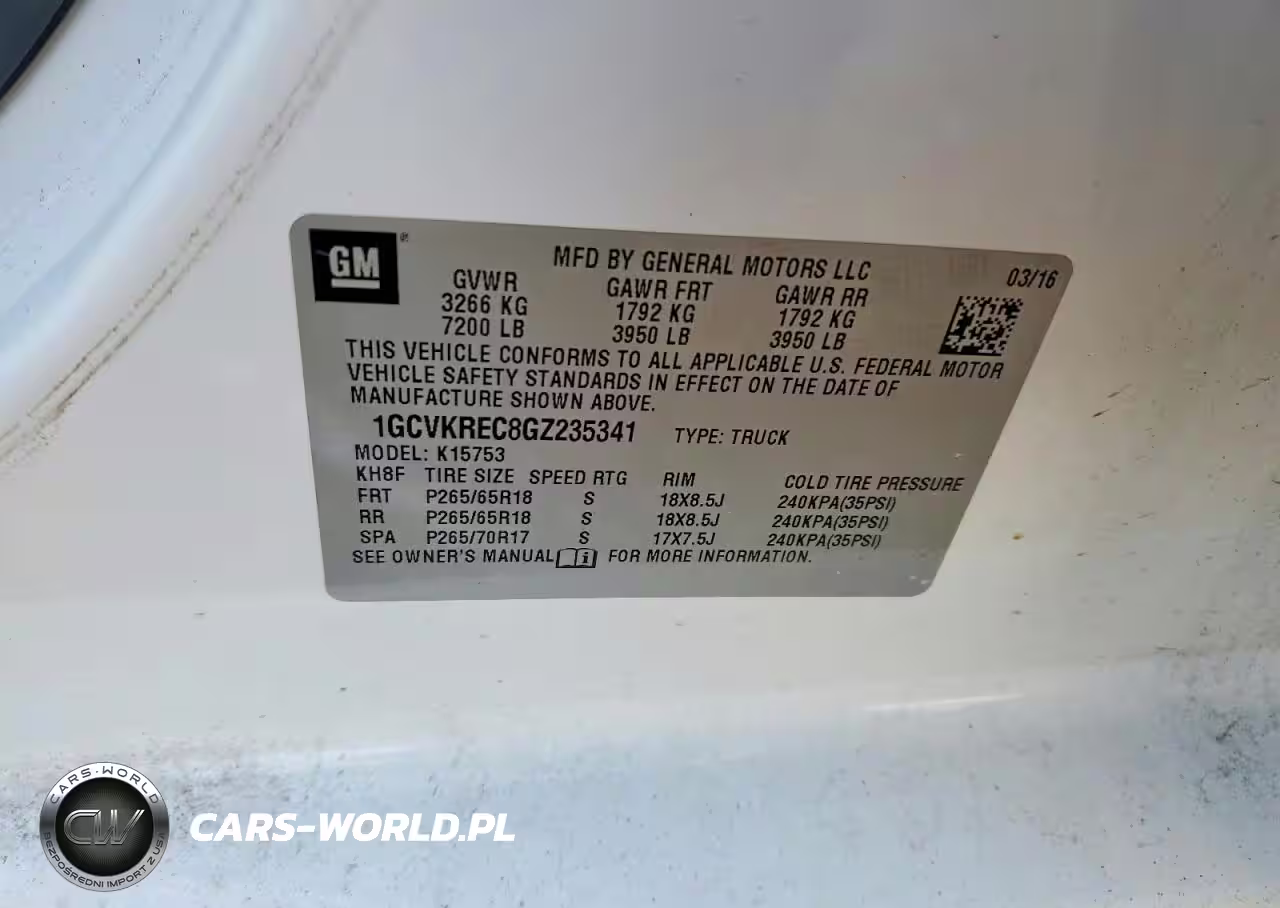 GM ®
MFD BY GENERAL MOTORS LLC
03/16
GVWR GAWR FRT GAWR RR
3266 KG 1792 KG 1792 KG
7200 LB 3950 LB 3950 LB
THIS VEHICLE CONFORMS TO ALL APPLICABLE U.S. FEDERAL MOTOR
VEHICLE SAFETY STANDARDS IN EFFECT ON THE DATE OF
MANUFACTURE SHOWN ABOVE.
1GCVKREC8GZ235341 TYPE: TRUCK
MODEL: K15753
KH8F TIRE SIZE SPEED RTG RIM COLD TIRE PRESSURE
FRT P265/65R18 S 18X8.5J 240KPA(35PSI)
RR P265/65R18 S 18X8.5J 240KPA(35PSI)
SPA P265/70R17 S 17X7.5J 240KPA(35PSI)
SEE OWNER'S MANUAL i FOR MORE INFORMATION.
CARS-WORLD
CW
BEZPOŚREDNI IMPORT Z USA
CARS-WORLD.PL